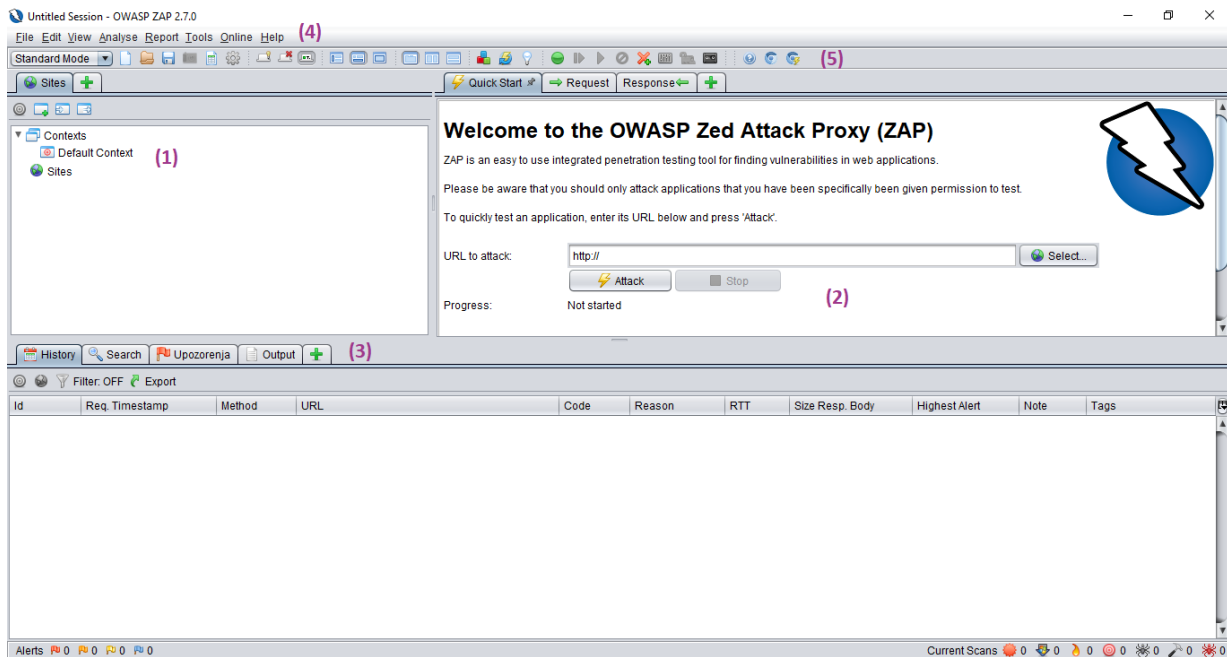 Untitled Session - OWASP ZAP 2.7.0
File Edit View Analyse Report Tools Online Help (4)
Standard Mode (5)
Sites
Quick Start Request Response
Contexts
Default Context (1)
Sites
Welcome to the OWASP Zed Attack Proxy (ZAP)
ZAP is an easy to use integrated penetration testing tool for finding vulnerabilities in web applications.
Please be aware that you should only attack applications that you have been specifically been given permission to test.
To quickly test an application, enter its URL below and press 'Attack'.
URL to attack: http:// Select...
Attack Stop (2)
Progress: Not started
History Search Upozorenja Output (3)
Filter: OFF Export
Id Req. Timestamp Method URL Code Reason RTT Size Resp. Body Highest Alert Note Tags
Alerts 0 0 0 0 Current Scans 0 0 0 0 0 0 0